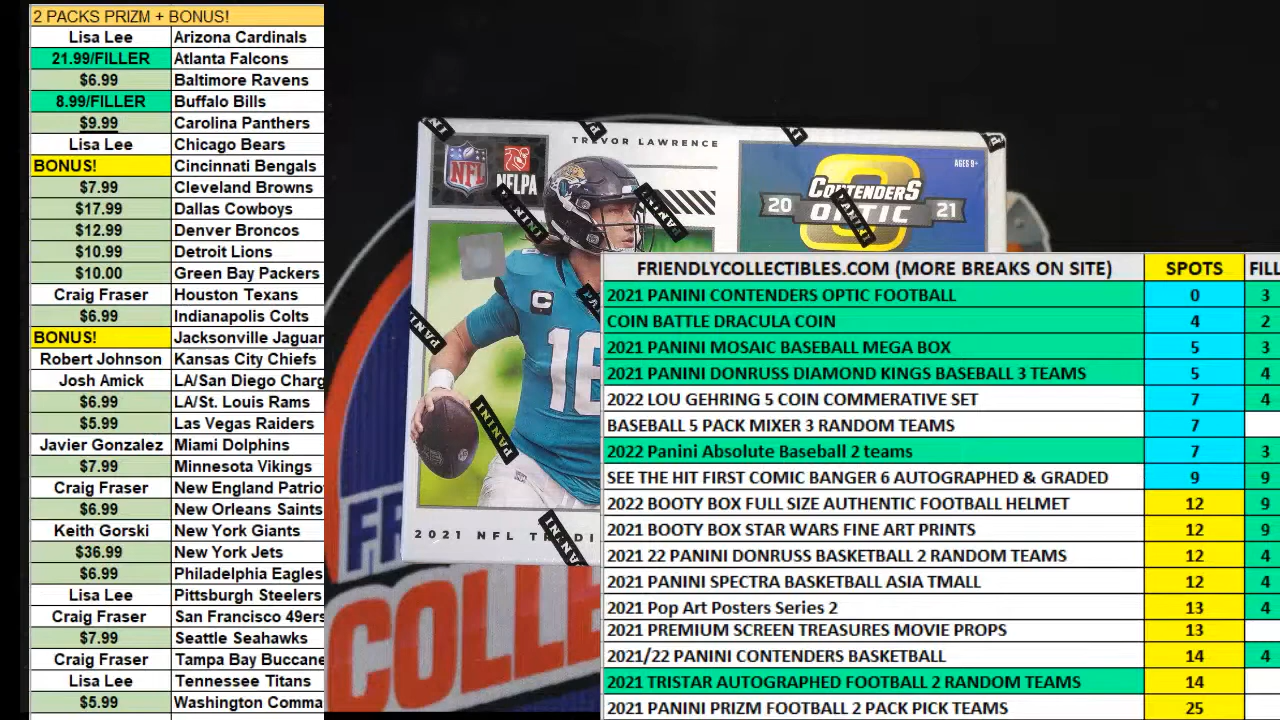 2 PACKS PRIZM + BONUS!
Lisa Lee Arizona Cardinals
21.99/FILLER Atlanta Falcons
$6.99 Baltimore Ravens
8.99/FILLER Buffalo Bills
$9.99 Carolina Panthers
Lisa Lee Chicago Bears
BONUS! Cincinnati Bengals
$7.99 Cleveland Browns
$17.99 Dallas Cowboys
$12.99 Denver Broncos
$10.99 Detroit Lions
$10.00 Green Bay Packers
Craig Fraser Houston Texans
$6.99 Indianapolis Colts
BONUS! Jacksonville Jaguar
Robert Johnson Kansas City Chiefs
Josh Amick LA/San Diego Charg
$6.99 LA/St. Louis Rams
$5.99 Las Vegas Raiders
Javier Gonzalez Miami Dolphins
$7.99 Minnesota Vikings
Craig Fraser New England Patrio
$6.99 New Orleans Saints
Keith Gorski New York Giants
$36.99 New York Jets
$6.99 Philadelphia Eagles
Lisa Lee Pittsburgh Steelers
Craig Fraser San Francisco 49ers
$7.99 Seattle Seahawks
Craig Fraser Tampa Bay Buccane
Lisa Lee Tennessee Titans
$5.99 Washington Comma
TREVOR LAWRENCE
NFL
NFLPA
AGES 9+
CONTENDERS
20 OPTIC 21
PANINI
PANINI
PANINI
PANINI
PANINI
C
16
2021 NFL TRADI
COLLE
FRIENDLYCOLLECTIBLES.COM (MORE BREAKS ON SITE) SPOTS FILL
2021 PANINI CONTENDERS OPTIC FOOTBALL 0 3
COIN BATTLE DRACULA COIN 4 2
2021 PANINI MOSAIC BASEBALL MEGA BOX 5 3
2021 PANINI DONRUSS DIAMOND KINGS BASEBALL 3 TEAMS 5 4
2022 LOU GEHRING 5 COIN COMMERATIVE SET 7 4
BASEBALL 5 PACK MIXER 3 RANDOM TEAMS 7
2022 Panini Absolute Baseball 2 teams 7 3
SEE THE HIT FIRST COMIC BANGER 6 AUTOGRAPHED & GRADED 9 9
2022 BOOTY BOX FULL SIZE AUTHENTIC FOOTBALL HELMET 12 9
2021 BOOTY BOX STAR WARS FINE ART PRINTS 12 9
2021 22 PANINI DONRUSS BASKETBALL 2 RANDOM TEAMS 12 4
2021 PANINI SPECTRA BASKETBALL ASIA TMALL 12 4
2021 Pop Art Posters Series 2 13 4
2021 PREMIUM SCREEN TREASURES MOVIE PROPS 13
2021/22 PANINI CONTENDERS BASKETBALL 14 4
2021 TRISTAR AUTOGRAPHED FOOTBALL 2 RANDOM TEAMS 14
2021 PANINI PRIZM FOOTBALL 2 PACK PICK TEAMS 25